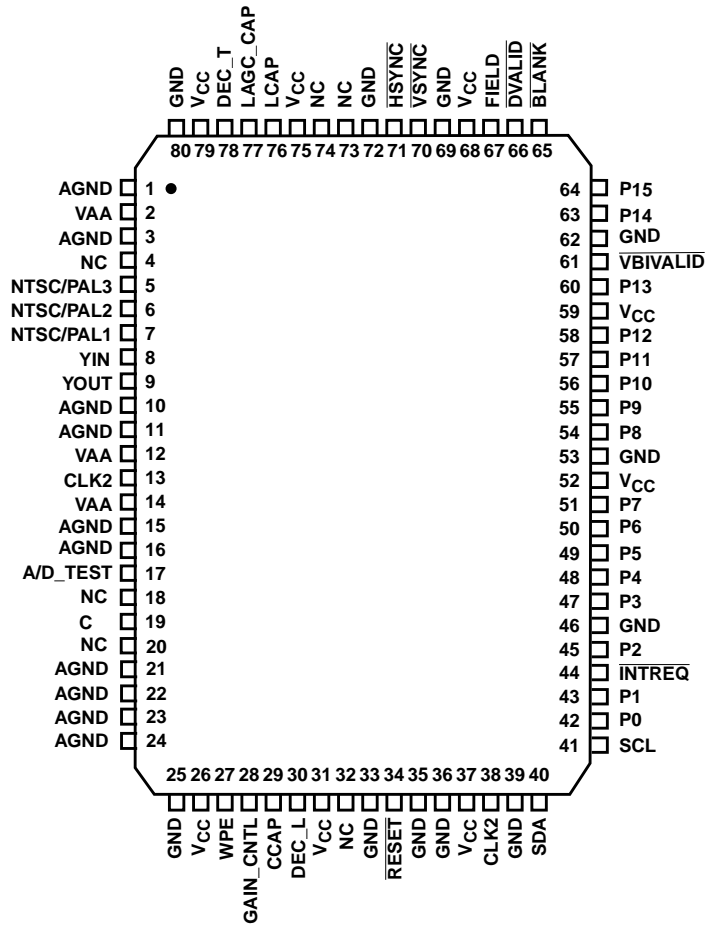 GND VCC DEC_T LAGC_CAP LCAP VCC NC NC GND HSYNC VSYNC GND VCC FIELD DVALID BLANK
80 79 78 77 76 75 74 73 72 71 70 69 68 67 66 65
AGND 1 64 P15
VAA 2 63 P14
AGND 3 62 GND
NC 4 61 VBIVALID
NTSC/PAL3 5 60 P13
NTSC/PAL2 6 59 VCC
NTSC/PAL1 7 58 P12
YIN 8 57 P11
YOUT 9 56 P10
AGND 10 55 P9
AGND 11 54 P8
VAA 12 53 GND
CLK2 13 52 VCC
VAA 14 51 P7
AGND 15 50 P6
AGND 16 49 P5
A/D_TEST 17 48 P4
NC 18 47 P3
C 19 46 GND
NC 20 45 P2
AGND 21 44 INTREQ
AGND 22 43 P1
AGND 23 42 P0
AGND 24 41 SCL
25 26 27 28 29 30 31 32 33 34 35 36 37 38 39 40
GND VCC WPE GAIN_CNTL CCAP DEC_L VCC NC GND RESET GND GND VCC CLK2 GND SDA